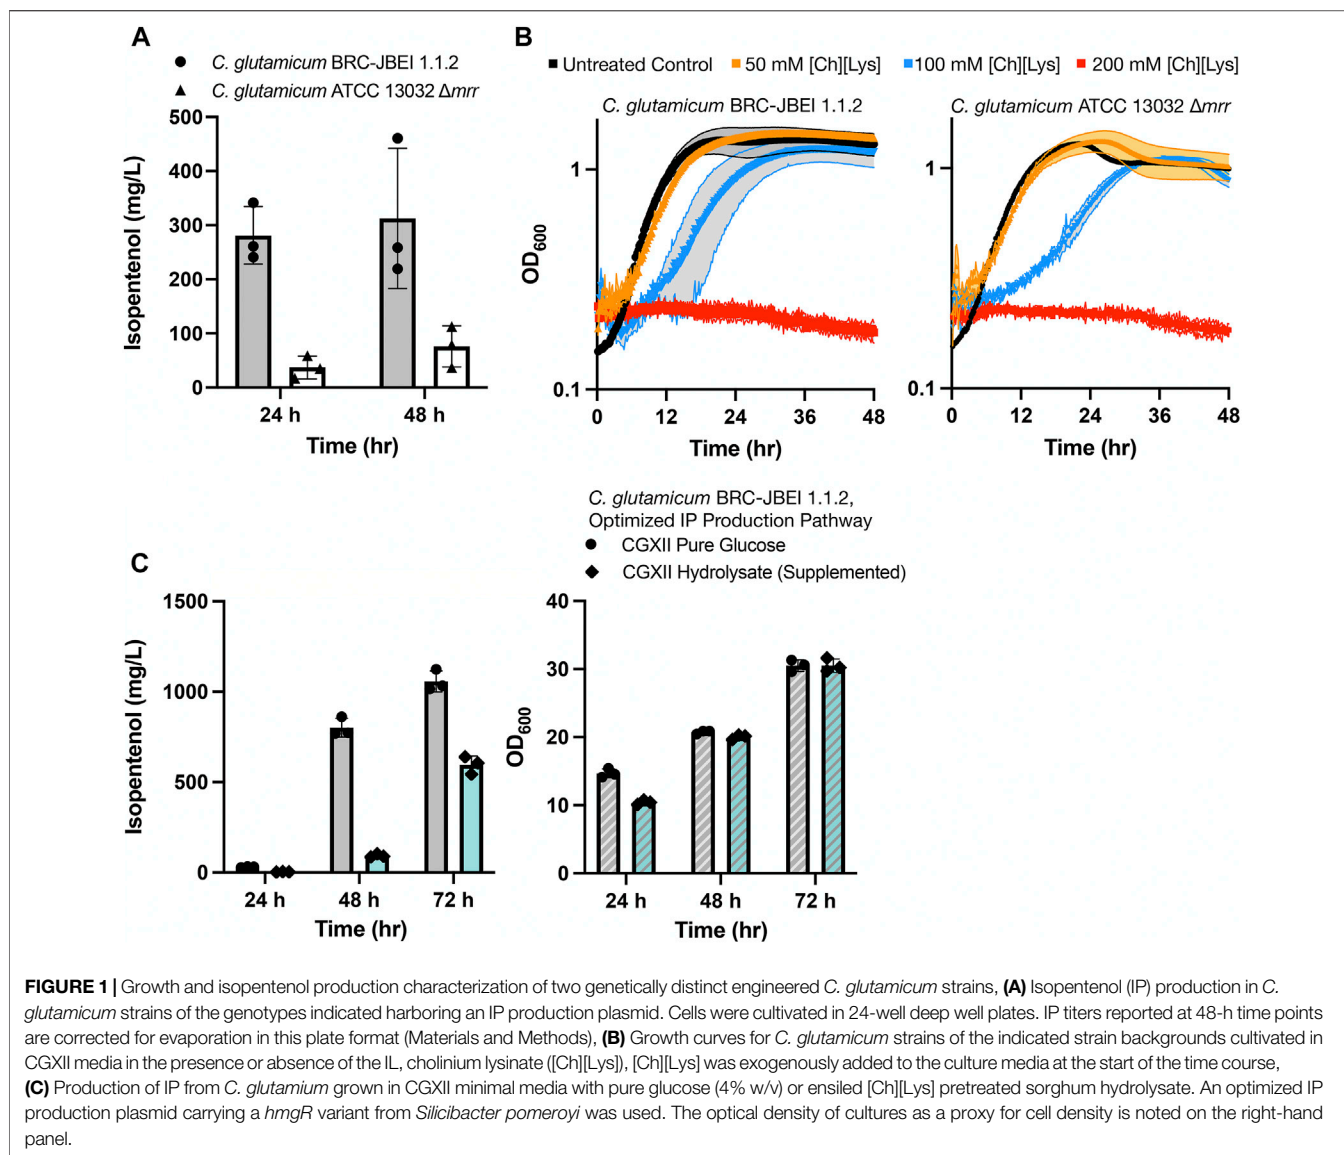 A
C. glutamicum BRC-JBEI 1.1.2
C. glutamicum ATCC 13032 Δmrr
Isopentenol (mg/L)
500
400
300
200
100
0
24 h
48 h
Time (hr)
B
Untreated Control
50 mM [Ch][Lys]
100 mM [Ch][Lys]
200 mM [Ch][Lys]
C. glutamicum BRC-JBEI 1.1.2
OD600
1
0.1
0
12
24
36
48
Time (hr)
C. glutamicum ATCC 13032 Δmrr
1
0.1
0
12
24
36
48
Time (hr)
C
C. glutamicum BRC-JBEI 1.1.2,
Optimized IP Production Pathway
CGXII Pure Glucose
CGXII Hydrolysate (Supplemented)
Isopentenol (mg/L)
1500
1000
500
0
24 h
48 h
72 h
Time (hr)
OD600
40
30
20
10
0
24 h
48 h
72 h
Time (hr)
FIGURE 1 | Growth and isopentenol production characterization of two genetically distinct engineered C. glutamicum strains, (A) Isopentenol (IP) production in C.
glutamicum strains of the genotypes indicated harboring an IP production plasmid. Cells were cultivated in 24-well deep well plates. IP titers reported at 48-h time points
are corrected for evaporation in this plate format (Materials and Methods), (B) Growth curves for C. glutamicum strains of the indicated strain backgrounds cultivated in
CGXII media in the presence or absence of the IL, cholinium lysinate ([Ch][Lys]), [Ch][Lys] was exogenously added to the culture media at the start of the time course,
(C) Production of IP from C. glutamium grown in CGXII minimal media with pure glucose (4% w/v) or ensiled [Ch][Lys] pretreated sorghum hydrolysate. An optimized IP
production plasmid carrying a hmgR variant from Silicibacter pomeroyi was used. The optical density of cultures as a proxy for cell density is noted on the right-hand
panel.